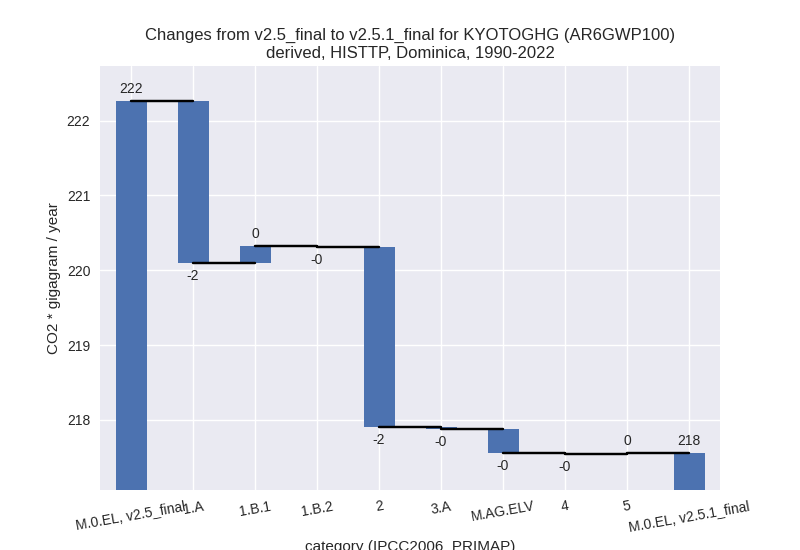 Changes from v2.5_final to v2.5.1_final for KYOTOGHG (AR6GWP100)
derived, HISTTP, Dominica, 1990-2022
CO2 * gigagram / year
222
221
220
219
218
222
-2
0
-0
-2
-0
-0
-0
0
218
M.0.EL, v2.5_final
1.A
1.B.1
1.B.2
2
3.A
M.AG.ELV
4
5
M.0.EL, v2.5.1_final
category (IPCC2006_PRIMAP)